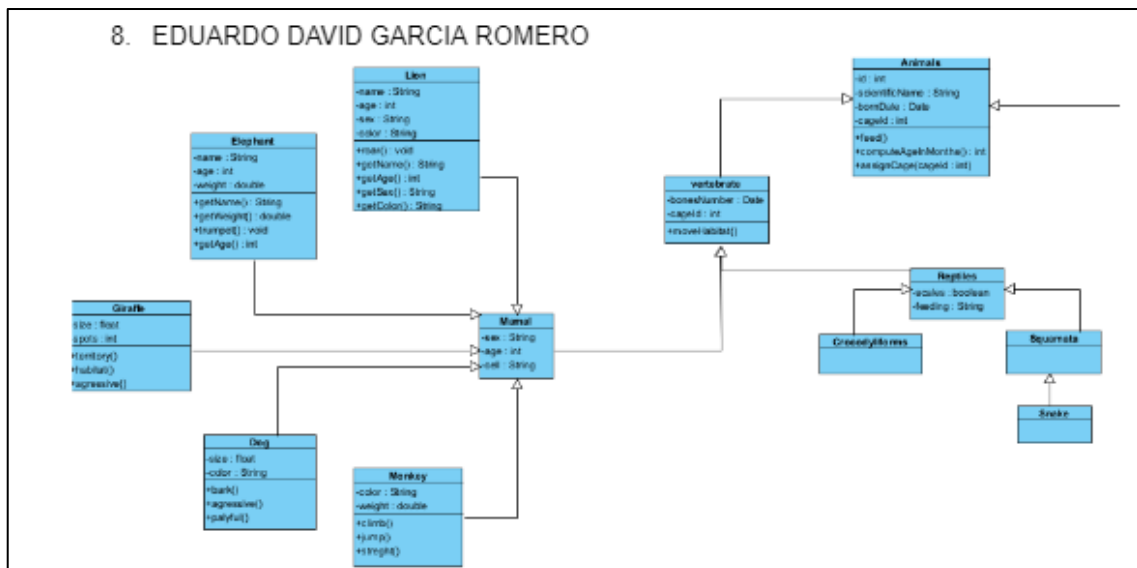 8. EDUARDO DAVID GARCIA ROMERO
Lion
-name : String
-age : int
-sex : String
-color : String
+roar() : void
+getName() : String
+getAge() : int
+getSex() : String
+getColor() : String
Animals
-id : int
-scientificName : String
-bornDate : Date
-cageId : int
+feed()
+computeAgeInMonths() : int
+assignCage(cageId : int)
Elephant
-name : String
-age : int
-weight : double
+getName() : String
+getWeight() : double
+trumpet() : void
+getAge() : int
vertebrate
-bonesNumber : Date
-cageId : int
+moveHabitat()
Reptiles
-scales : boolean
-feeding : String
Giraffe
-size : float
-spots : int
+territory()
+habitat()
+agressive()
Mamal
-sex : String
-age : int
-cell : String
Crocodyliforms
Squamata
Snake
Dog
-size : float
-color : String
+bark()
+agressive()
+palyful()
Monkey
-color : String
-weight : double
+climb()
+jump()
+streght()